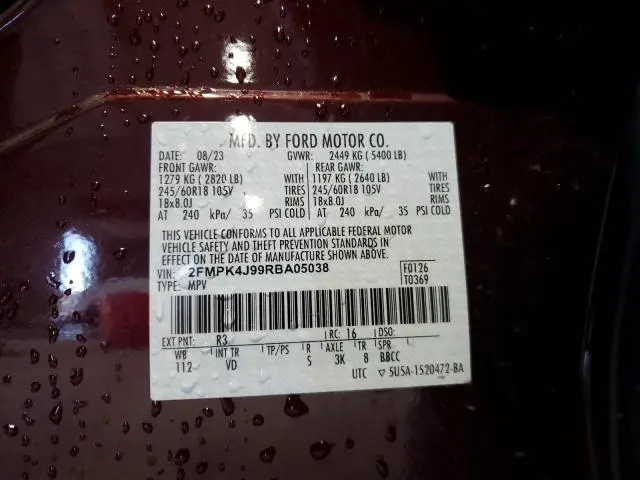 MFD. BY FORD MOTOR CO.
DATE: 08/23 GVWR: 2449 KG ( 5400 LB)
FRONT GAWR: REAR GAWR:
1279 KG ( 2820 LB) WITH 1197 KG ( 2640 LB) WITH
245/60R18 105V TIRES 245/60R18 105V TIRES
18x8.0J RIMS 18x8.0J RIMS
AT 240 kPa/ 35 PSI COLD AT 240 kPa/ 35 PSI COLD
THIS VEHICLE CONFORMS TO ALL APPLICABLE FEDERAL MOTOR
VEHICLE SAFETY AND THEFT PREVENTION STANDARDS IN
EFFECT ON THE DATE OF MANUFACTURE SHOWN ABOVE.
VIN: 2FMPK4J99RBA05038 F0126
TYPE: MPV T0369
EXT PNT: R3 RC: 16 DSO:
WB INT TR TP/PS R AXLE TR SPR
112 VD S 3K 8 BBCC
UTC ▽ 5U5A-1520472-BA